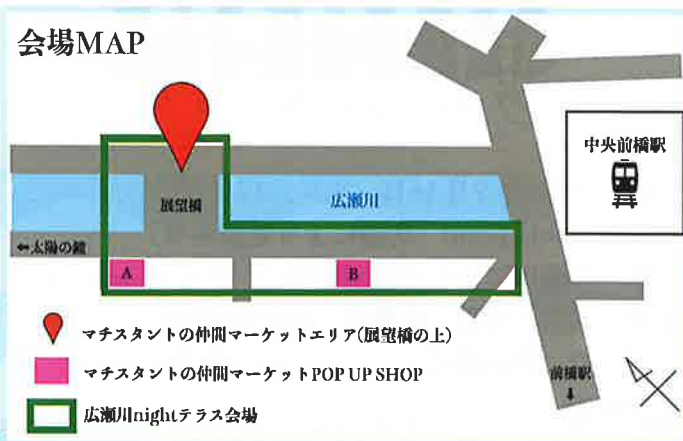 会場MAP
中央前橋駅
展望橋
広瀬川
←太陽の鐘
A
B
マチスタントの仲間マーケットエリア(展望橋の上)
マチスタントの仲間マーケットPOP UP SHOP
前橋駅
↓
広瀬川nightテラス会場